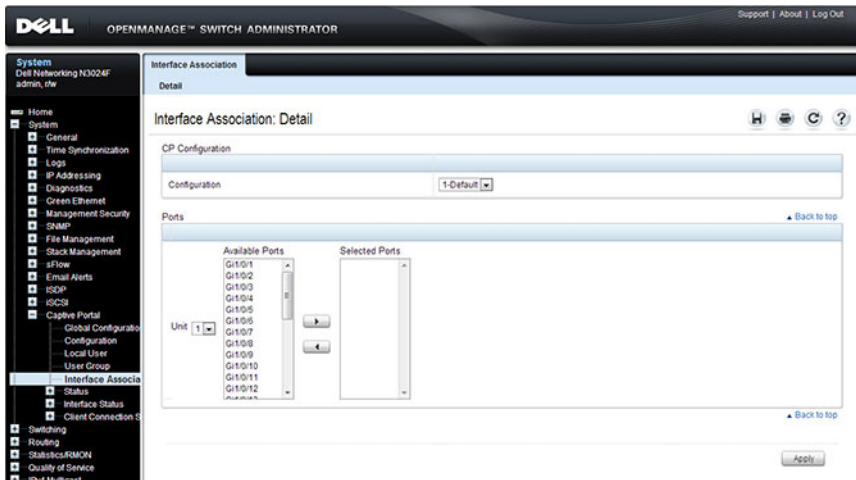 Support | About | Log Out
DELL
OPENMANAGE™ SWITCH ADMINISTRATOR
System
Dell Networking N3024F
admin, r/w
Home
System
General
Time Synchronization
Logs
IP Addressing
Diagnostics
Green Ethernet
Management Security
SNMP
File Management
Stack Management
sFlow
Email Alerts
ISDP
iSCSI
Captive Portal
Global Configuratio
Configuration
Local User
User Group
Interface Associa
Status
Interface Status
Client Connection S
Switching
Routing
Statistics/RMON
Quality of Service
Interface Association
Detail
Interface Association: Detail
CP Configuration
Configuration
1-Default
Ports
Back to top
Available Ports
Selected Ports
Unit 1
Gi1/0/1
Gi1/0/2
Gi1/0/3
Gi1/0/4
Gi1/0/5
Gi1/0/6
Gi1/0/7
Gi1/0/8
Gi1/0/9
Gi1/0/10
Gi1/0/11
Gi1/0/12
Back to top
Apply